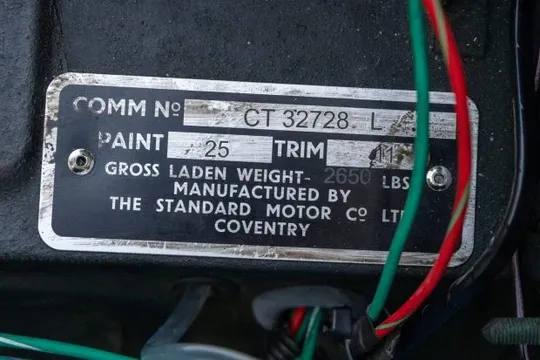 COMM Nº CT 32728 L
PAINT 25 TRIM 11
GROSS LADEN WEIGHT- 2650 LBS
MANUFACTURED BY
THE STANDARD MOTOR Cº LTD
COVENTRY